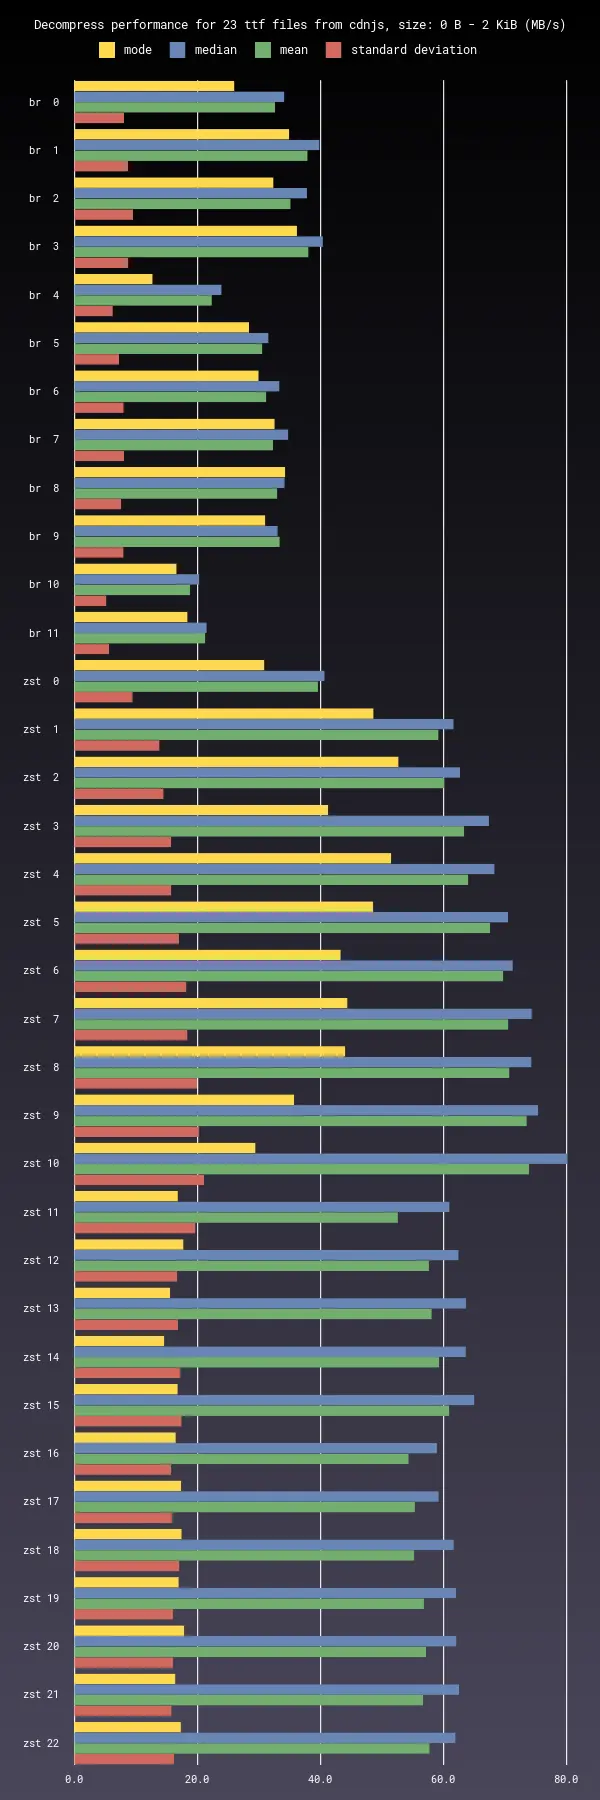 Decompress performance for 23 ttf files from cdnjs, size: 0 B - 2 KiB (MB/s)
mode median mean standard deviation
br 0
br 1
br 2
br 3
br 4
br 5
br 6
br 7
br 8
br 9
br 10
br 11
zst 0
zst 1
zst 2
zst 3
zst 4
zst 5
zst 6
zst 7
zst 8
zst 9
zst 10
zst 11
zst 12
zst 13
zst 14
zst 15
zst 16
zst 17
zst 18
zst 19
zst 20
zst 21
zst 22
0.0 20.0 40.0 60.0 80.0